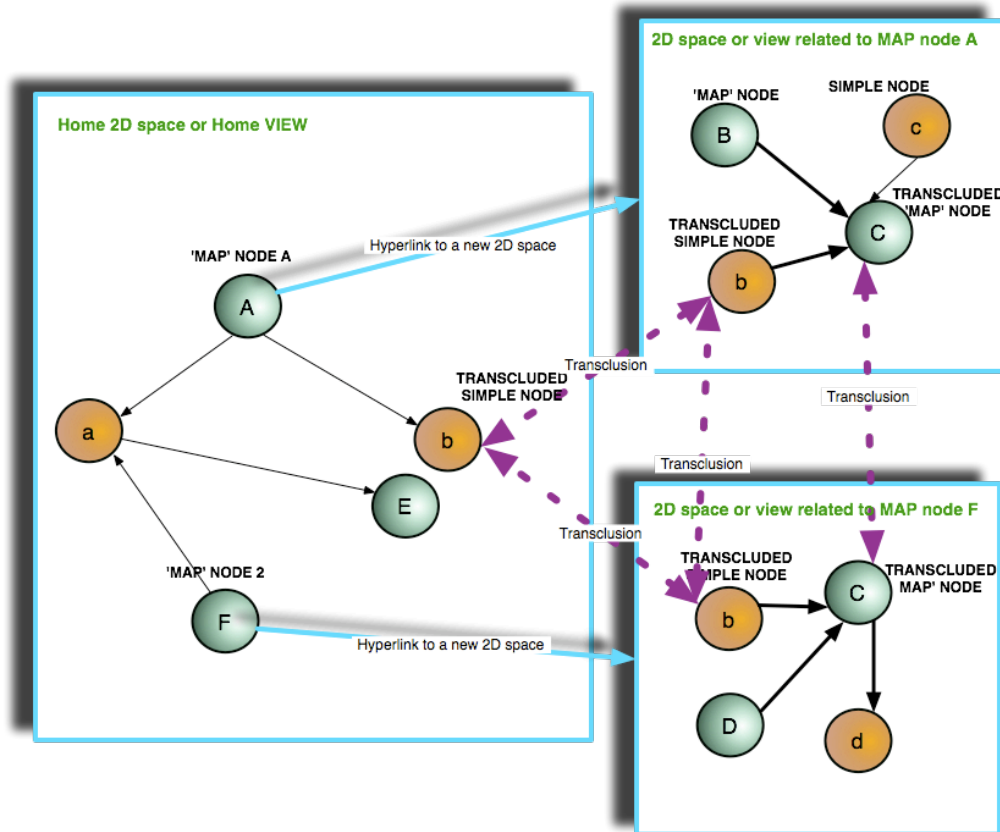 Home 2D space or Home VIEW
'MAP' NODE A
A
Hyperlink to a new 2D space
a
TRANSCLUDED
SIMPLE NODE
b
E
'MAP' NODE 2
F
Hyperlink to a new 2D space
2D space or view related to MAP node A
'MAP' NODE
B
SIMPLE NODE
c
TRANSCLUDED
'MAP' NODE
C
TRANSCLUDED
SIMPLE NODE
b
Transclusion
Transclusion
Transclusion
Transclusion
2D space or view related to MAP node F
TRANSCLUDED
SIMPLE NODE
b
C
TRANSCLUDED
MAP' NODE
D
d